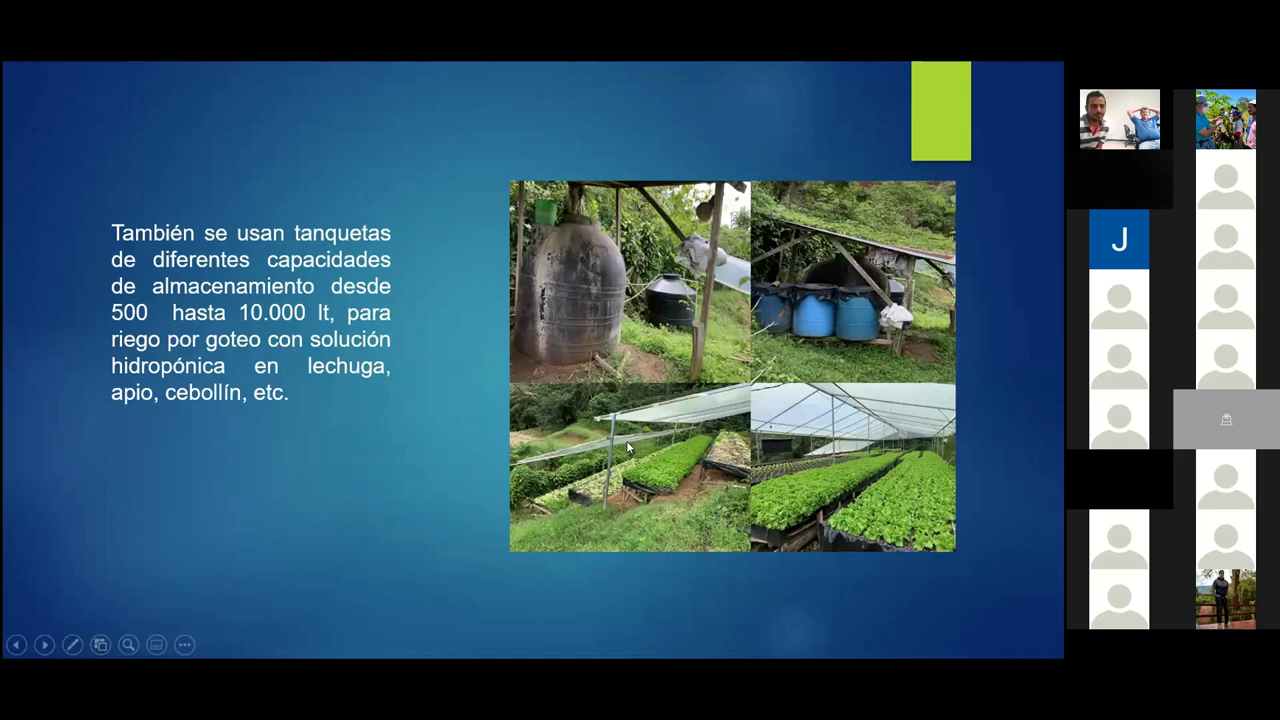 También se usan tanquetas
de diferentes capacidades
de almacenamiento desde
500 hasta 10.000 lt, para
riego por goteo con solución
hidropónica en lechuga,
apio, cebollín, etc.
J